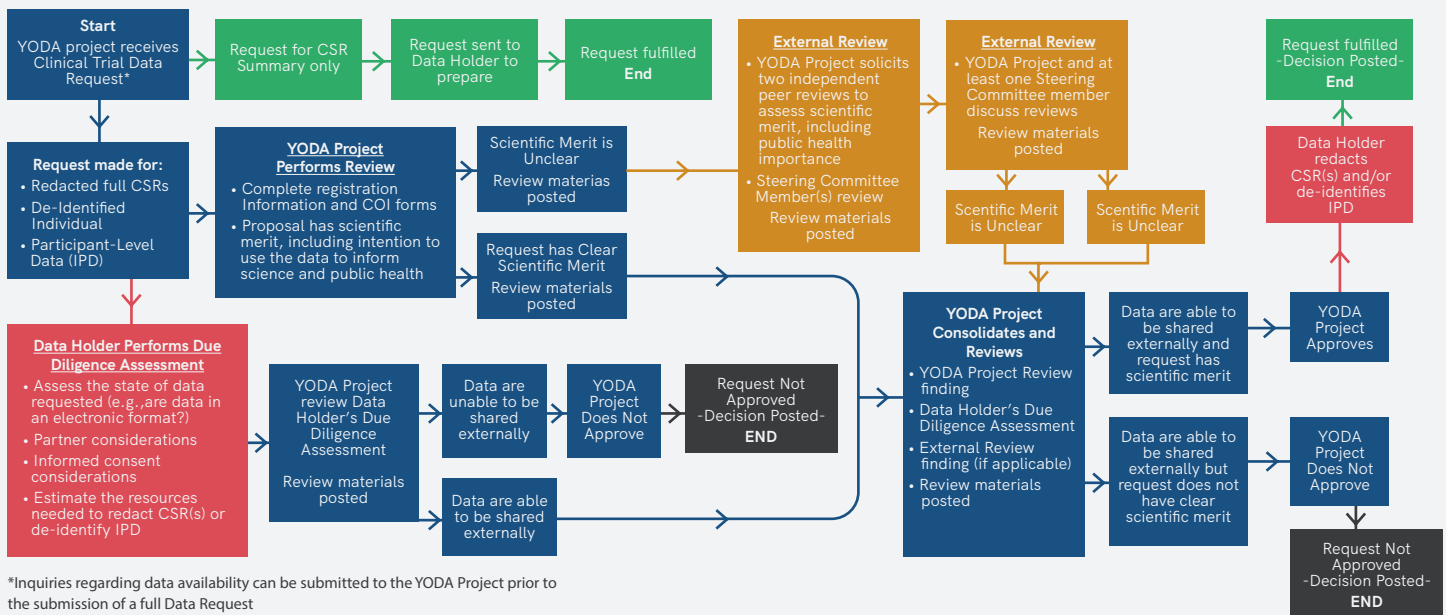 Start
YODA project receives
Clinical Trial Data
Request*
Request for CSR
Summary only
Request sent to
Data Holder to
prepare
Request fulfilled
End
Request made for:
• Redacted full CSRs
• De-Identified
Individual
• Participant-Level
Data (IPD)
YODA Project
Performs Review
• Complete registration
Information and COI forms
• Proposal has scientific
merit, including intention to
use the data to inform
science and public health
Scientific Merit is
Unclear
Review materias
posted
Request has Clear
Scientific Merit
Review materials
posted
External Review
• YODA Project solicits
two independent
peer reviews to
assess scientific
merit, including
public health
importance
• Steering Committee
Member(s) review
Review materials
posted
External Review
• YODA Project and at
least one Steering
Committee member
discuss reviews
Review materials
posted
Scientific Merit
is Unclear
Scientific Merit
is Unclear
Data Holder Performs Due
Diligence Assessment
• Assess the state of data
requested (e.g.,are data in
an electronic format?)
• Partner considerations
• Informed consent
considerations
• Estimate the resources
needed to redact CSR(s) or
de-identify IPD
YODA Project
review Data
Holder's Due
Diligence
Assessment
Review materials
posted
Data are
unable to be
shared
externally
YODA
Project
Does Not
Approve
Request Not
Approved
-Decision Posted-
END
Data are able
to be shared
externally
YODA Project
Consolidates and
Reviews
• YODA Project Review
finding
• Data Holder's Due
Diligence Assessment
• External Review
finding (if applicable)
• Review materials
posted
Data are able to
be shared
externally and
request has
scientific merit
YODA
Project
Approves
Data Holder
redacts
CSR(s) and/or
de-identifies
IPD
Request fulfilled
-Decision Posted-
End
Data are able to
be shared
externally but
request does not
have clear
scientific merit
YODA
Project
Does Not
Approve
Request Not
Approved
-Decision Posted-
END
*Inquiries regarding data availability can be submitted to the YODA Project prior to
the submission of a full Data Request